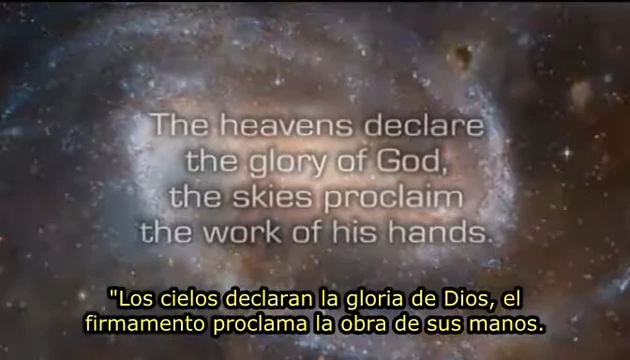 The heavens declare
the glory of God,
the skies proclaim
the work of his hands.
"Los cielos declaran la gloria de Dios, el
firmamento proclama la obra de sus manos.